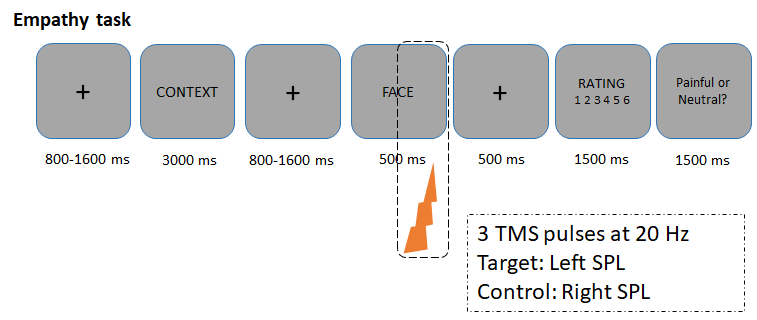 Empathy task
+
CONTEXT
+
FACE
+
RATING
1 2 3 4 5 6
Painful or
Neutral?
800-1600 ms
3000 ms
800-1600 ms
500 ms
500 ms
1500 ms
1500 ms
3 TMS pulses at 20 Hz
Target: Left SPL
Control: Right SPL